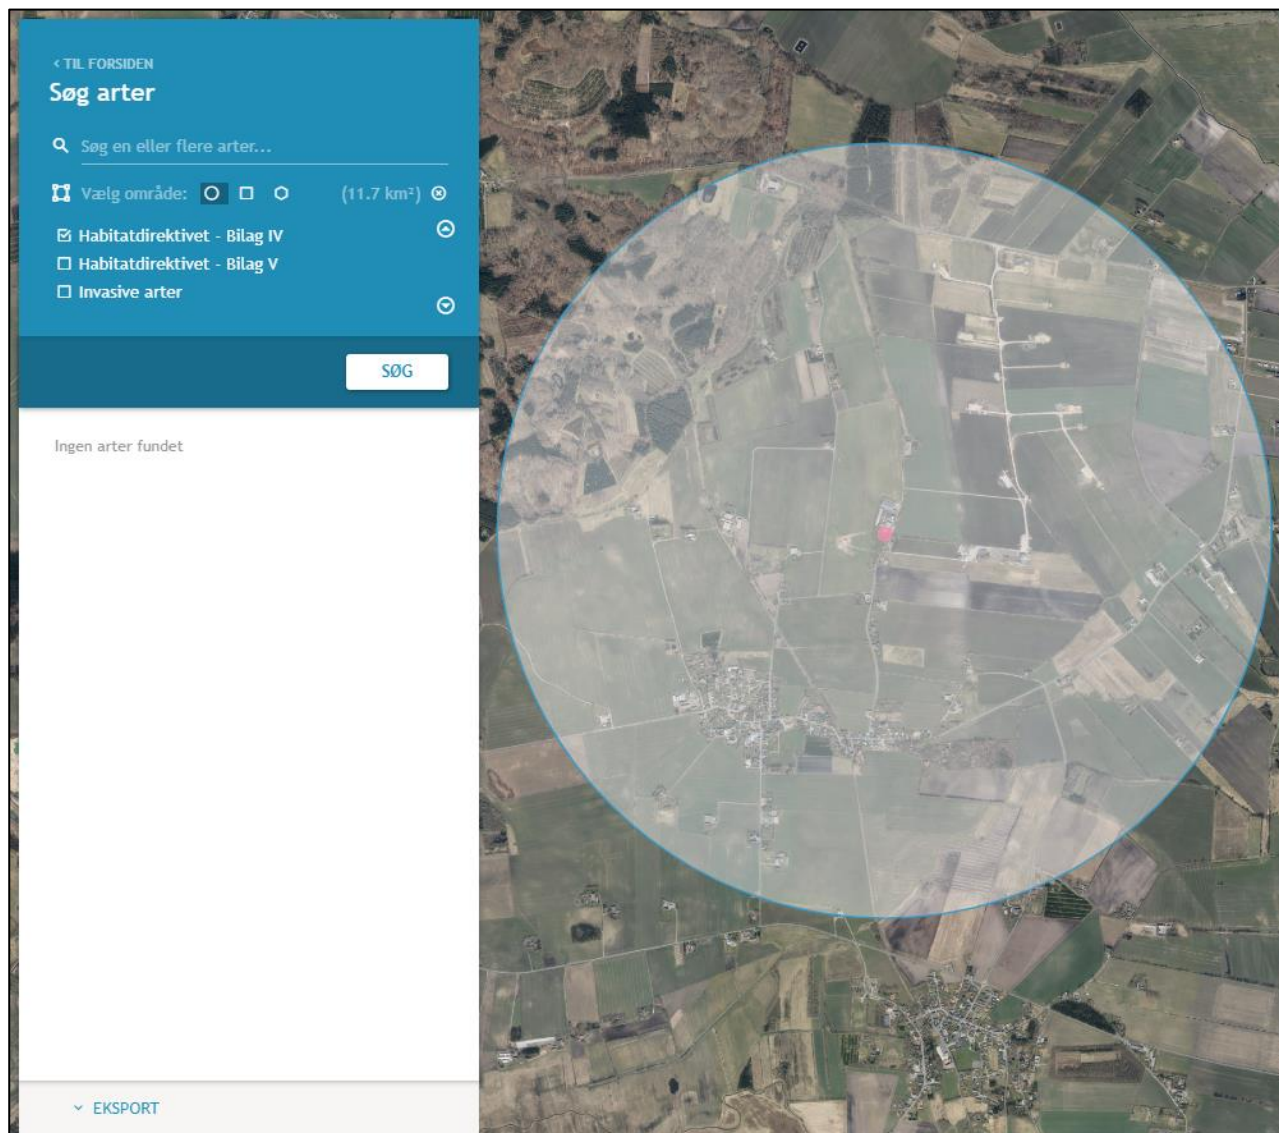 ‹ TIL FORSIDEN
Søg arter
Søg en eller flere arter...
Vælg område: (11.7 km²)
Habitatdirektivet - Bilag IV
Habitatdirektivet - Bilag V
Invasive arter
SØG
Ingen arter fundet
EKSPORT